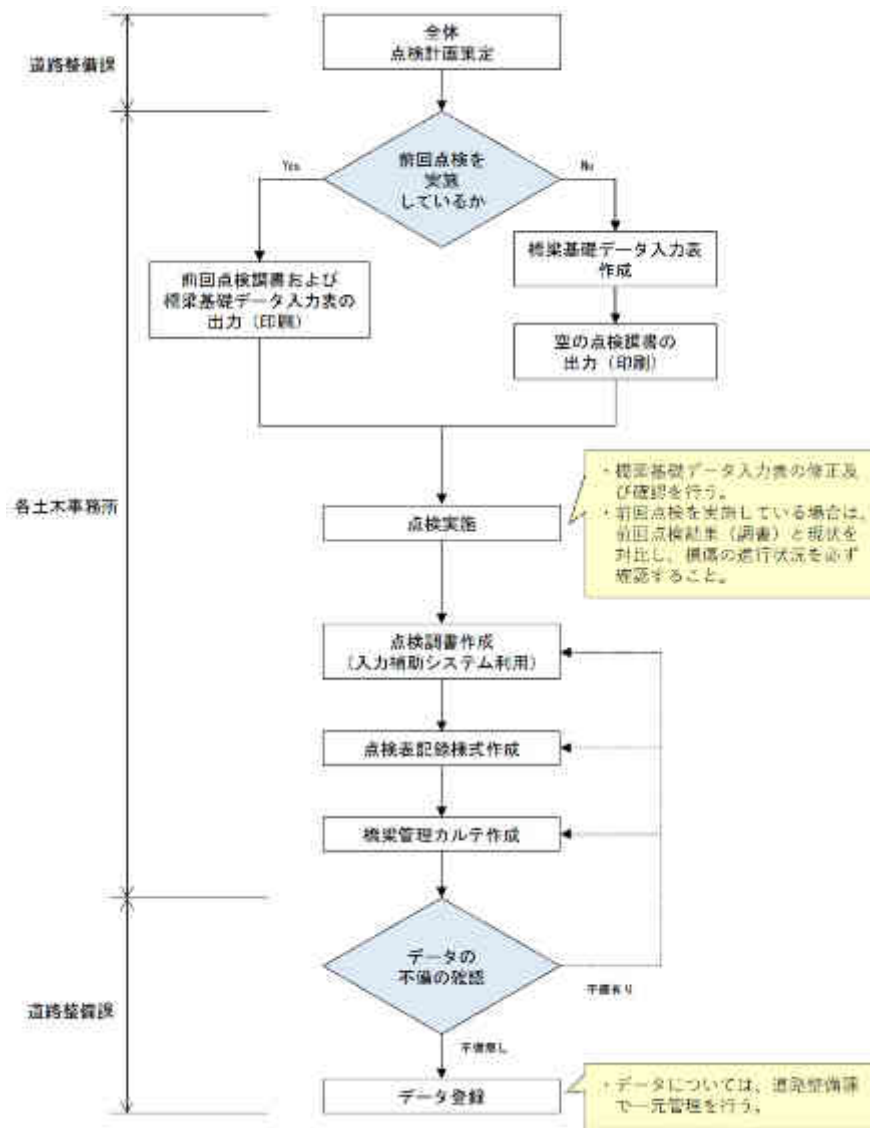 全体
点検計画策定
道路整備課
前回点検を
実施
しているか
Yes
No
橋梁基礎データ入力表
作成
前回点検調書および
橋梁基礎データ入力表の
出力（印刷）
空の点検調書の
出力（印刷）
・橋梁基礎データ入力表の修正及
び確認を行う。
・前回点検を実施している場合は、
前回点検結果（調書）と現状を
対比し、損傷の進行状況を必ず
確認すること。
各土木事務所
点検実施
点検調書作成
（入力補助システム利用）
点検表記録様式作成
橋梁管理カルテ作成
データの
不備の確認
不備有り
道路整備課
不備無し
データ登録
・データについては、道路整備課
で一元管理を行う。